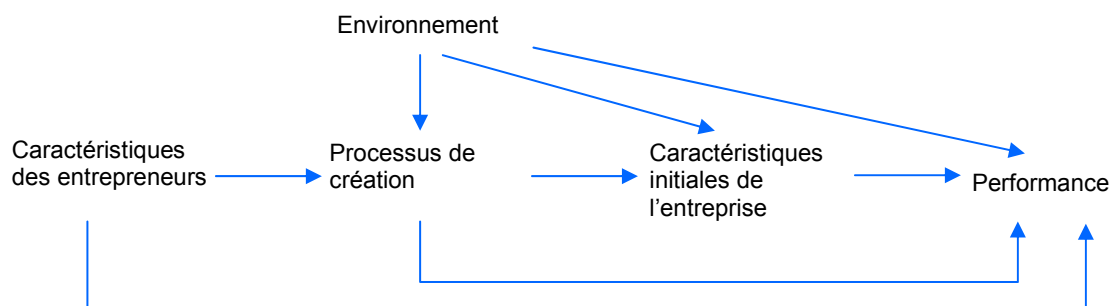 Environnement
Caractéristiques
des entrepreneurs
Processus de
création
Caractéristiques
initiales de
l’entreprise
Performance